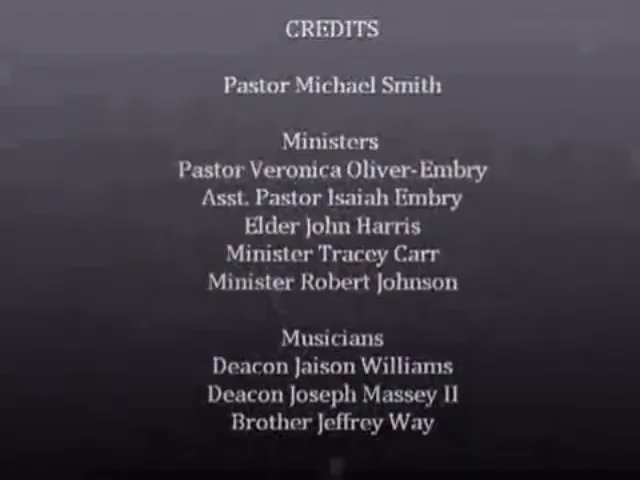 CREDITS
Pastor Michael Smith
Ministers
Pastor Veronica Oliver-Embry
Asst. Pastor Isaiah Embry
Elder John Harris
Minister Tracey Carr
Minister Robert Johnson
Musicians
Deacon Jaison Williams
Deacon Joseph Massey II
Brother Jeffrey Way